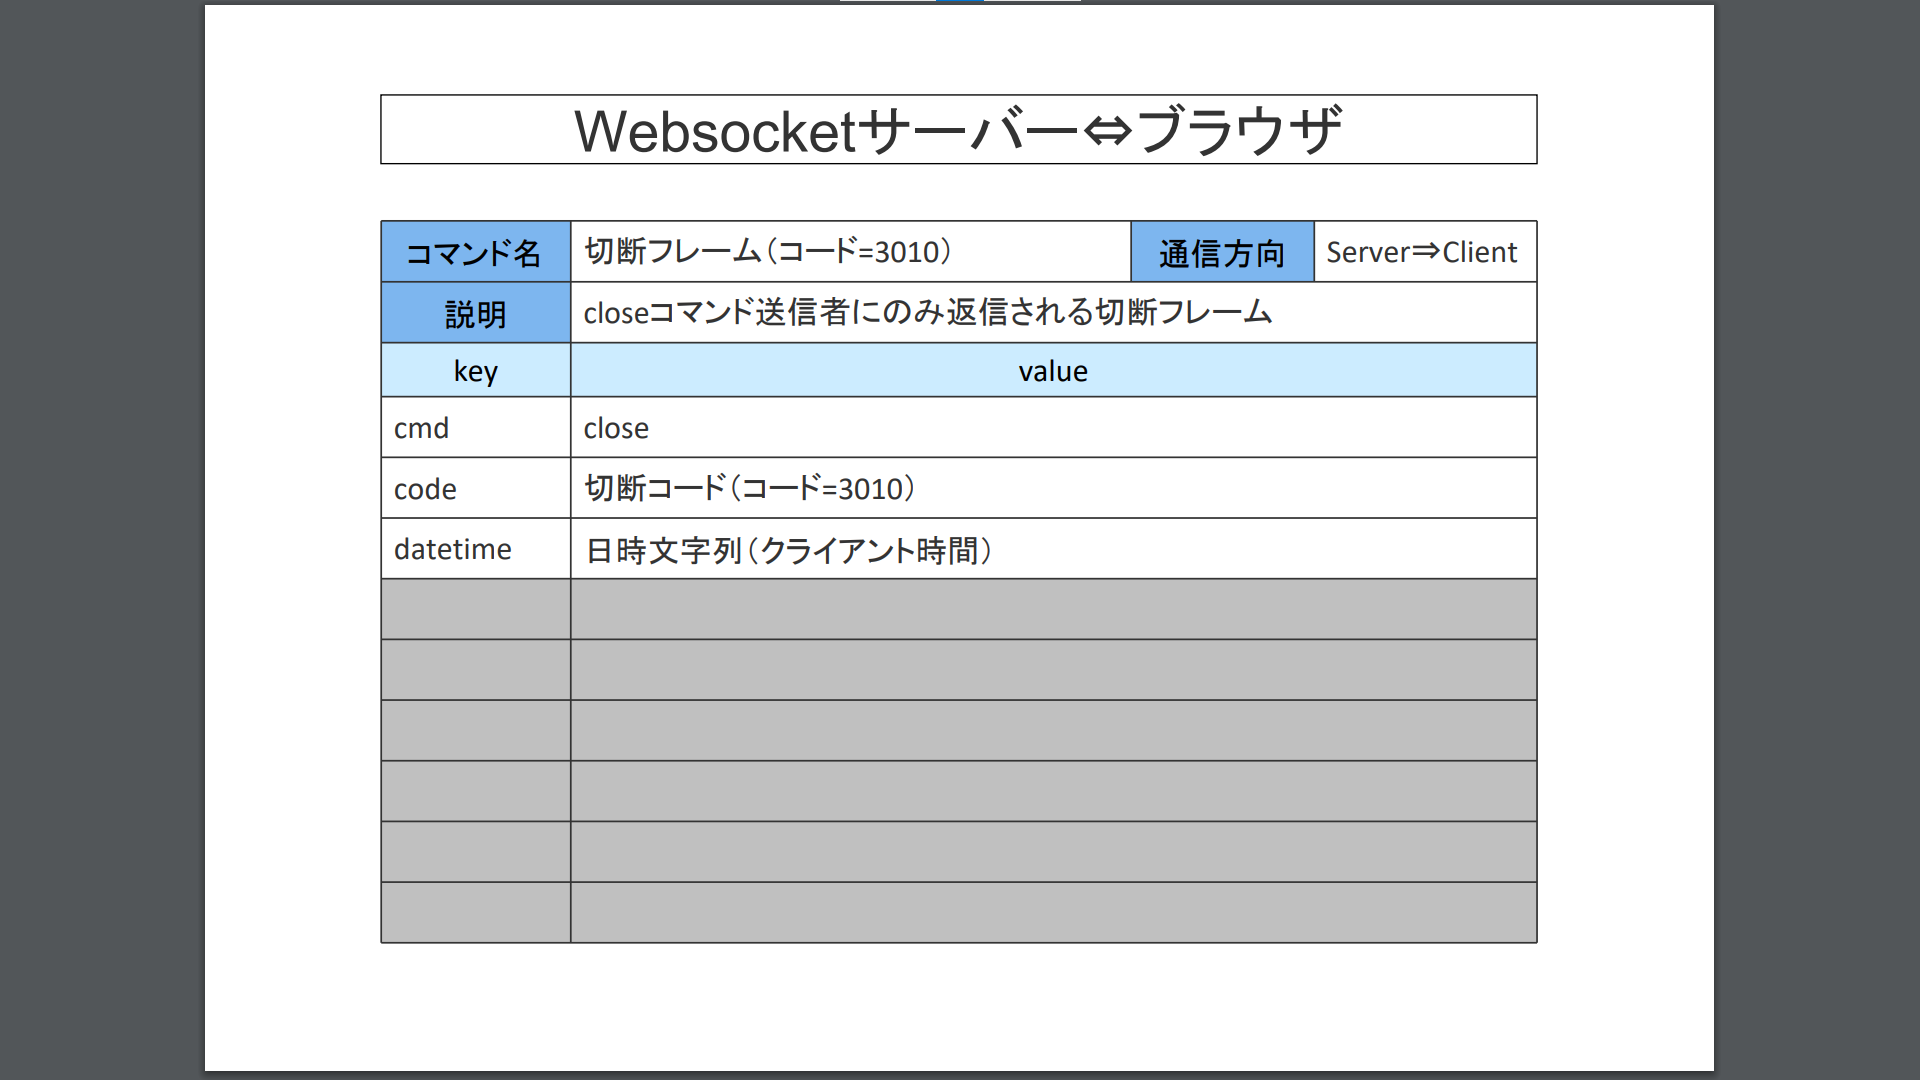 Websocketサーバー⇔ブラウザ
コマンド名 切断フレーム（コード=3010） 通信方向 Server⇒Client
説明 closeコマンド送信者にのみ返信される切断フレーム
key value
cmd close
code 切断コード（コード=3010）
datetime 日時文字列（クライアント時間）